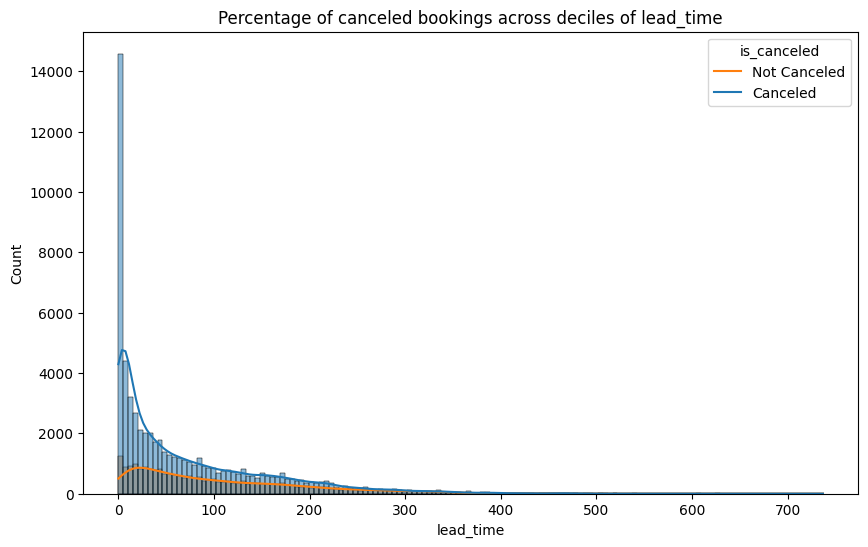 Percentage of canceled bookings across deciles of lead_time
is_canceled
Not Canceled
Canceled
14000
12000
10000
8000
6000
4000
2000
0
Count
0 100 200 300 400 500 600 700
lead_time